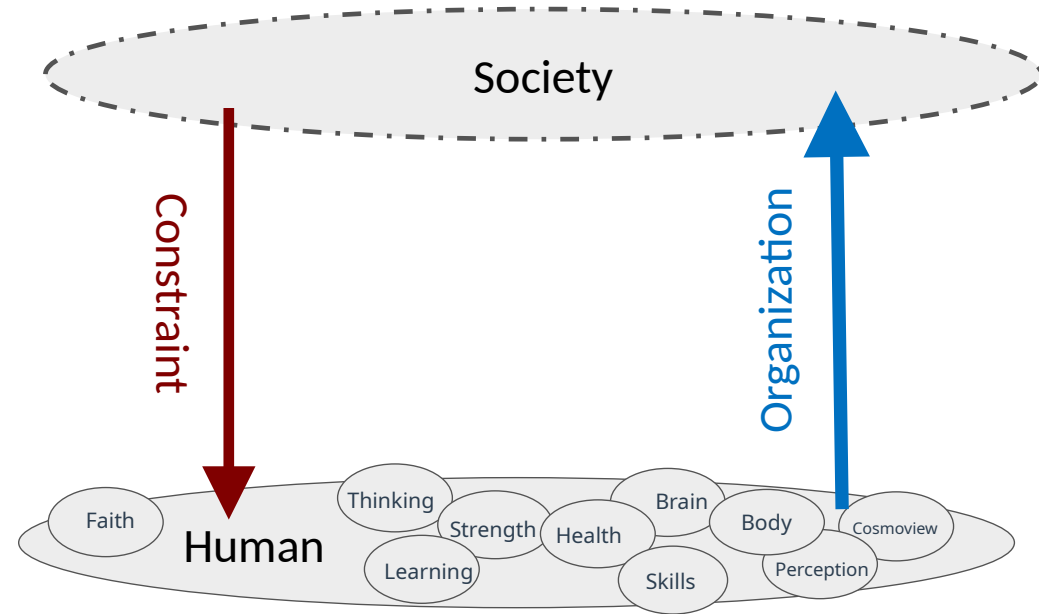 Society
Constraint
Organization
Faith
Human
Thinking
Strength
Learning
Health
Brain
Skills
Body
Perception
Cosmoview